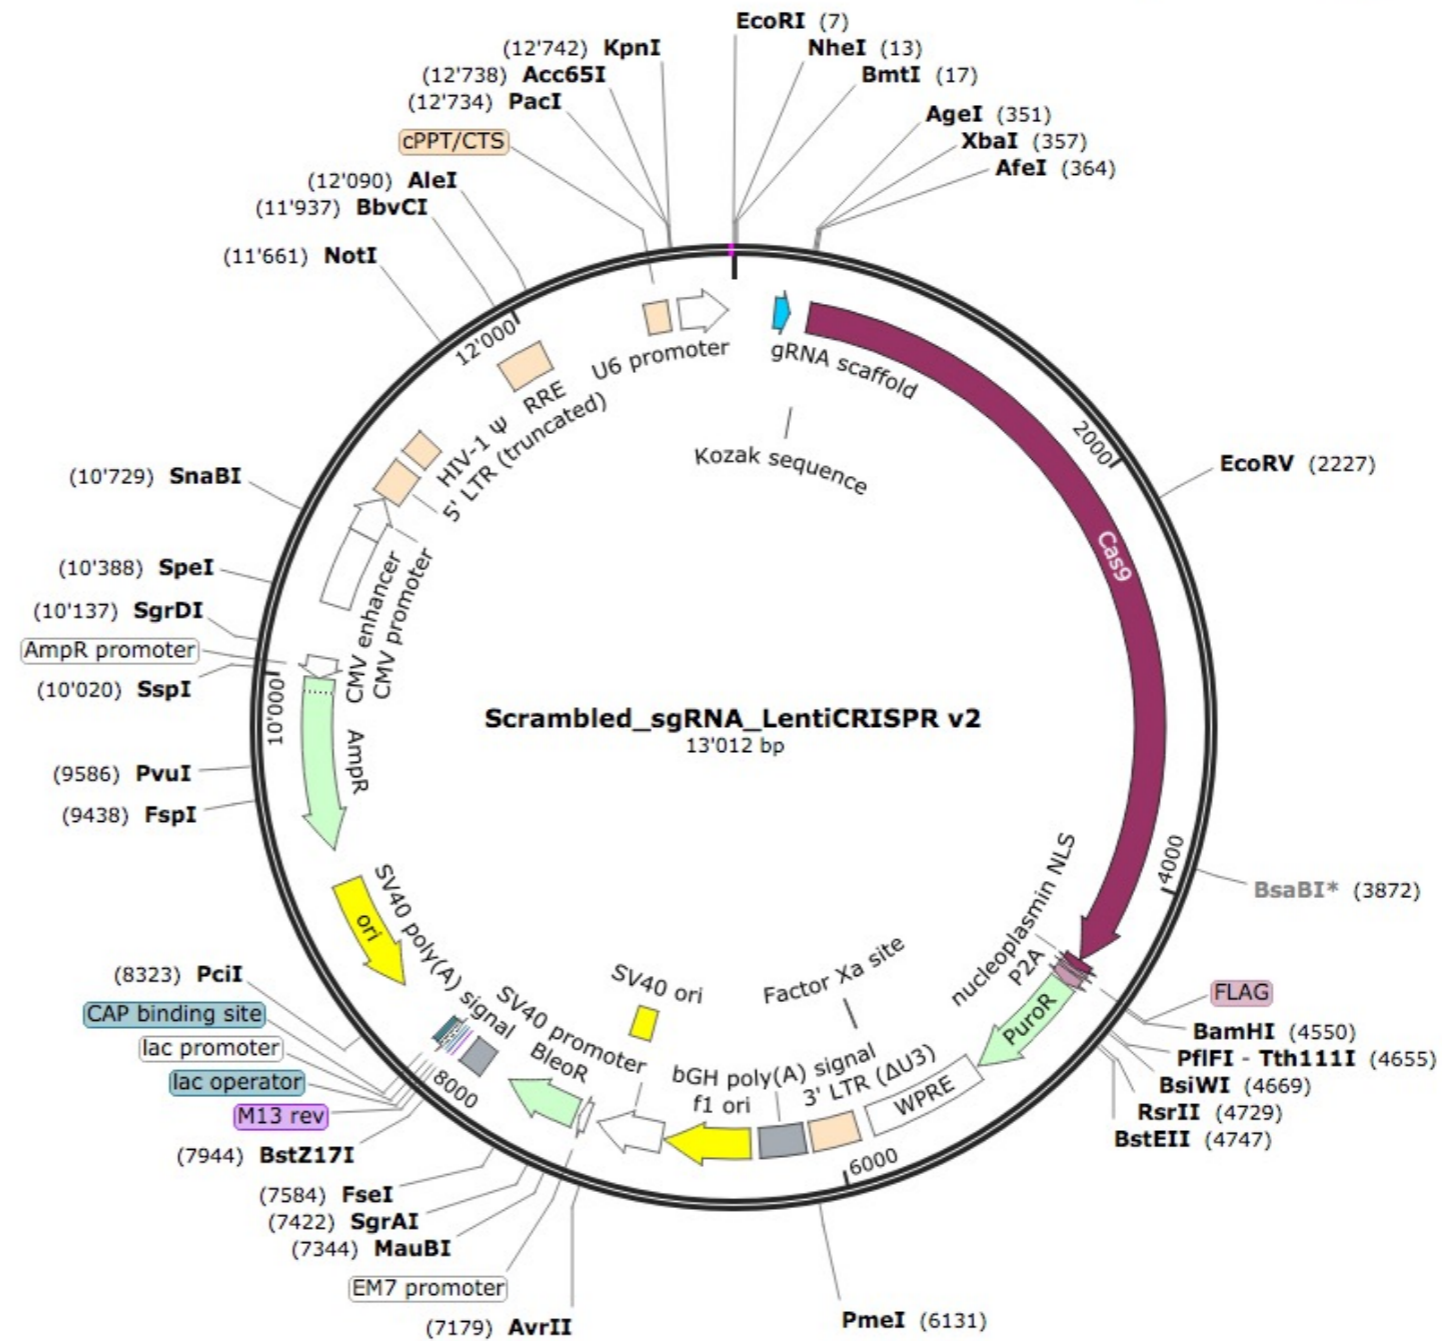 EcoRI (7)
(12'742) KpnI
NheI (13)
(12'738) Acc65I
BmtI (17)
(12'734) PacI
AgeI (351)
cPPT/CTS
XbaI (357)
AfeI (364)
(12'090) AleI
(11'937) BbvCI
(11'661) NotI
12'000
U6 promoter
gRNA scaffold
RRE
5' LTR (truncated)
HIV-1 Ψ
Kozak sequence
2000
EcoRV (2227)
(10'729) SnaBI
Cas9
(10'388) SpeI
(10'137) SgrDI
CMV enhancer
CMV promoter
AmpR promoter
(10'020) SspI
10'000
Scrambled_sgRNA_LentiCRISPR v2
13'012 bp
AmpR
(9586) PvuI
(9438) FspI
4000
BsaBI* (3872)
nucleoplasmin NLS
P2A
ori
SV40 poly(A) signal
SV40 ori
Factor Xa site
(8323) PciI
SV40 promoter
FLAG
CAP binding site
PuroR
BamHI (4550)
lac promoter
BleoR
bGH poly(A) signal
PflFI - Tth111I (4655)
lac operator
8000
f1 ori
3' LTR (ΔU3)
WPRE
BsiWI (4669)
M13 rev
RsrII (4729)
BstEII (4747)
(7944) BstZ17I
6000
(7584) FseI
(7422) SgrAI
(7344) MauBI
EM7 promoter
(7179) AvrII
PmeI (6131)